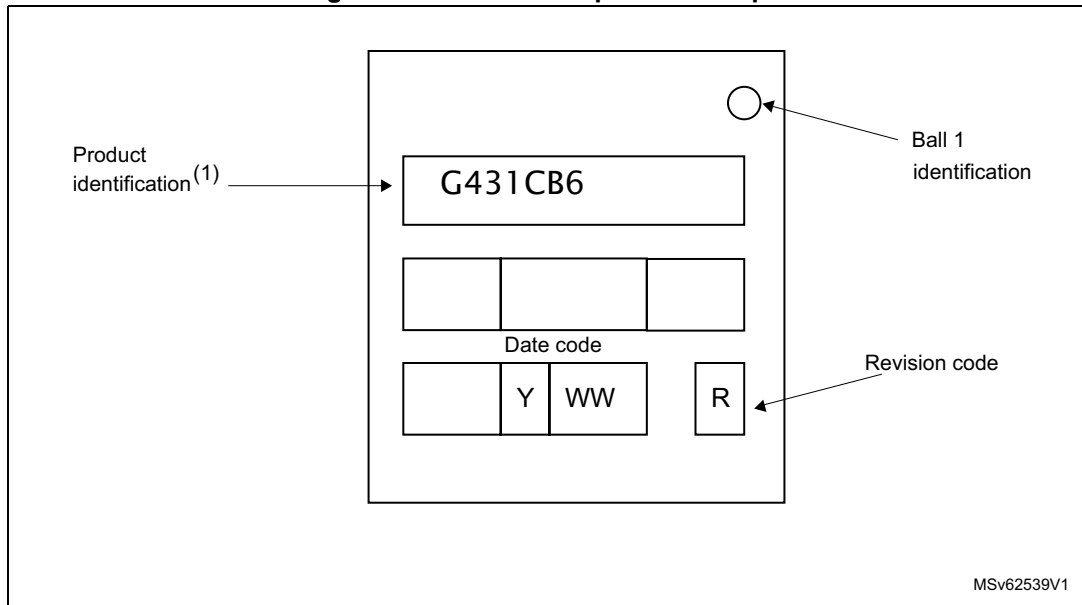 Ball 1
identification
Product
identification(1)
G431CB6
Date code
Y WW R
Revision code
MSv62539V1